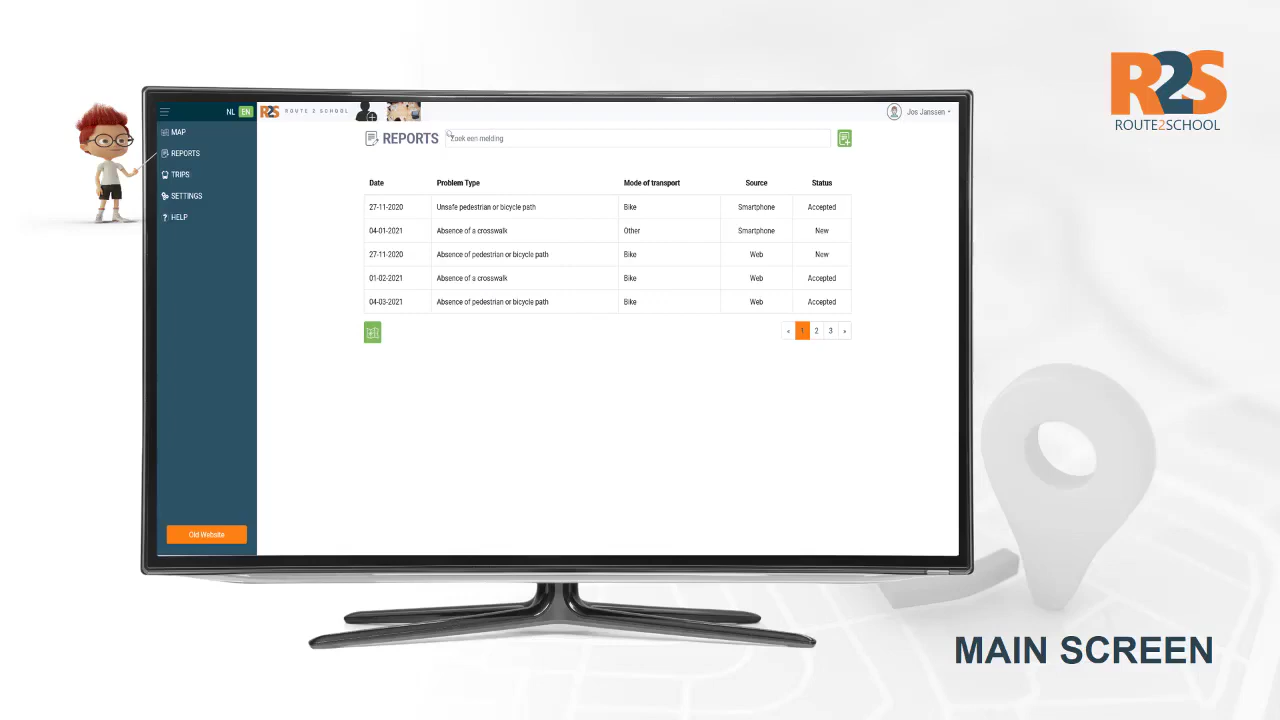 R2S
ROUTE2SCHOOL
NL EN
R2S ROUTE 2 SCHOOL
Jos Janssen
MAP
REPORTS
TRIPS
SETTINGS
? HELP
Old Website
REPORTS
Zoek een melding
Date Problem Type Mode of transport Source Status
27-11-2020 Unsafe pedestrian or bicycle path Bike Smartphone Accepted
04-01-2021 Absence of a crosswalk Other Smartphone New
27-11-2020 Absence of pedestrian or bicycle path Bike Web New
01-02-2021 Absence of a crosswalk Bike Web Accepted
04-03-2021 Absence of pedestrian or bicycle path Bike Web Accepted
« 1 2 3 »
MAIN SCREEN